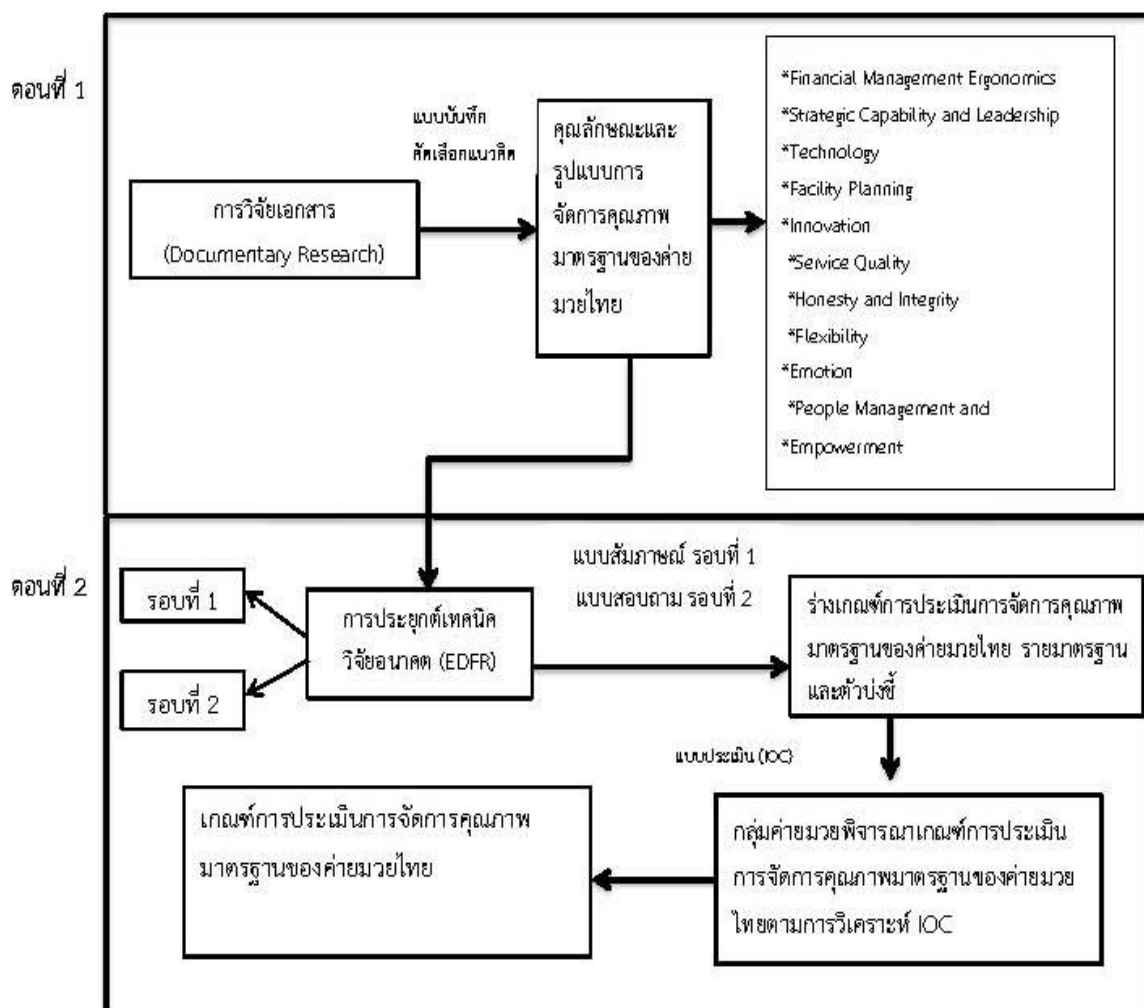 ตอนที่ 1
แบบบันทึก
คัดเลือกแนวคิด
การวิจัยเอกสาร
(Documentary Research)
คุณลักษณะและ
รูปแบบการ
จัดการคุณภาพ
มาตรฐานของค่าย
มวยไทย
*Financial Management Ergonomics
*Strategic Capability and Leadership
*Technology
*Facility Planning
*Innovation
*Service Quality
*Honesty and Integrity
*Flexibility
*Emotion
*People Management and
*Empowerment
ตอนที่ 2
รอบที่ 1
รอบที่ 2
การประยุกต์เทคนิค
วิจัยอนาคต (EDFR)
แบบสัมภาษณ์ รอบที่ 1
แบบสอบถาม รอบที่ 2
ร่างเกณฑ์การประเมินการจัดการคุณภาพ
มาตรฐานของค่ายมวยไทย รายมาตรฐาน
และตัวบ่งชี้
แบบประเมิน (IOC)
กลุ่มค่ายมวยพิจารณาเกณฑ์การประเมิน
การจัดการคุณภาพมาตรฐานของค่ายมวย
ไทยตามการวิเคราะห์ IOC
เกณฑ์การประเมินการจัดการคุณภาพ
มาตรฐานของค่ายมวยไทย